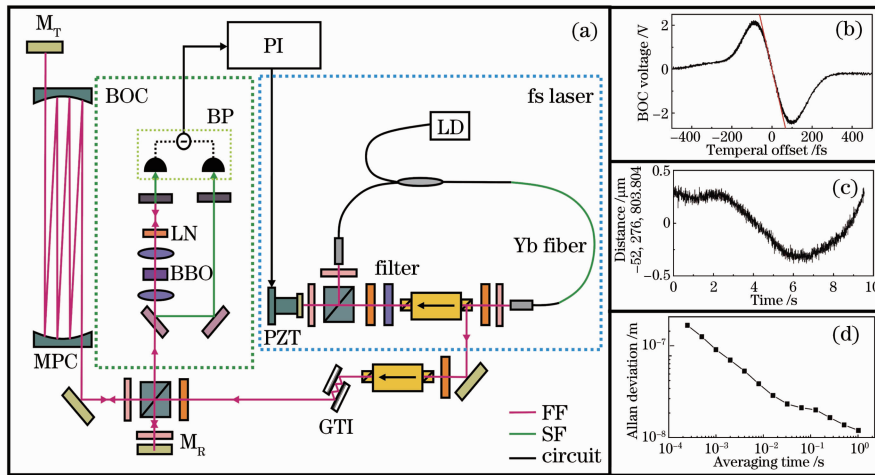 M_T
PI
(a)
BOC
BP
fs laser
LD
LN
BBO
filter
Yb fiber
PZT
MPC
GTI
M_R
FF
SF
circuit
(b)
BOC voltage /V
2
0
-2
-500 -400 -200 0 200 400
Temperal offset /fs
(c)
Distance /μm
-52, 276, 803.804
0.5
0
-0.5
0 2 4 6 8 10
Time /s
(d)
Allan deviation /m
10⁻⁷
10⁻⁸
10⁻⁴ 10⁻³ 10⁻² 10⁻¹ 10⁰
Averaging time /s